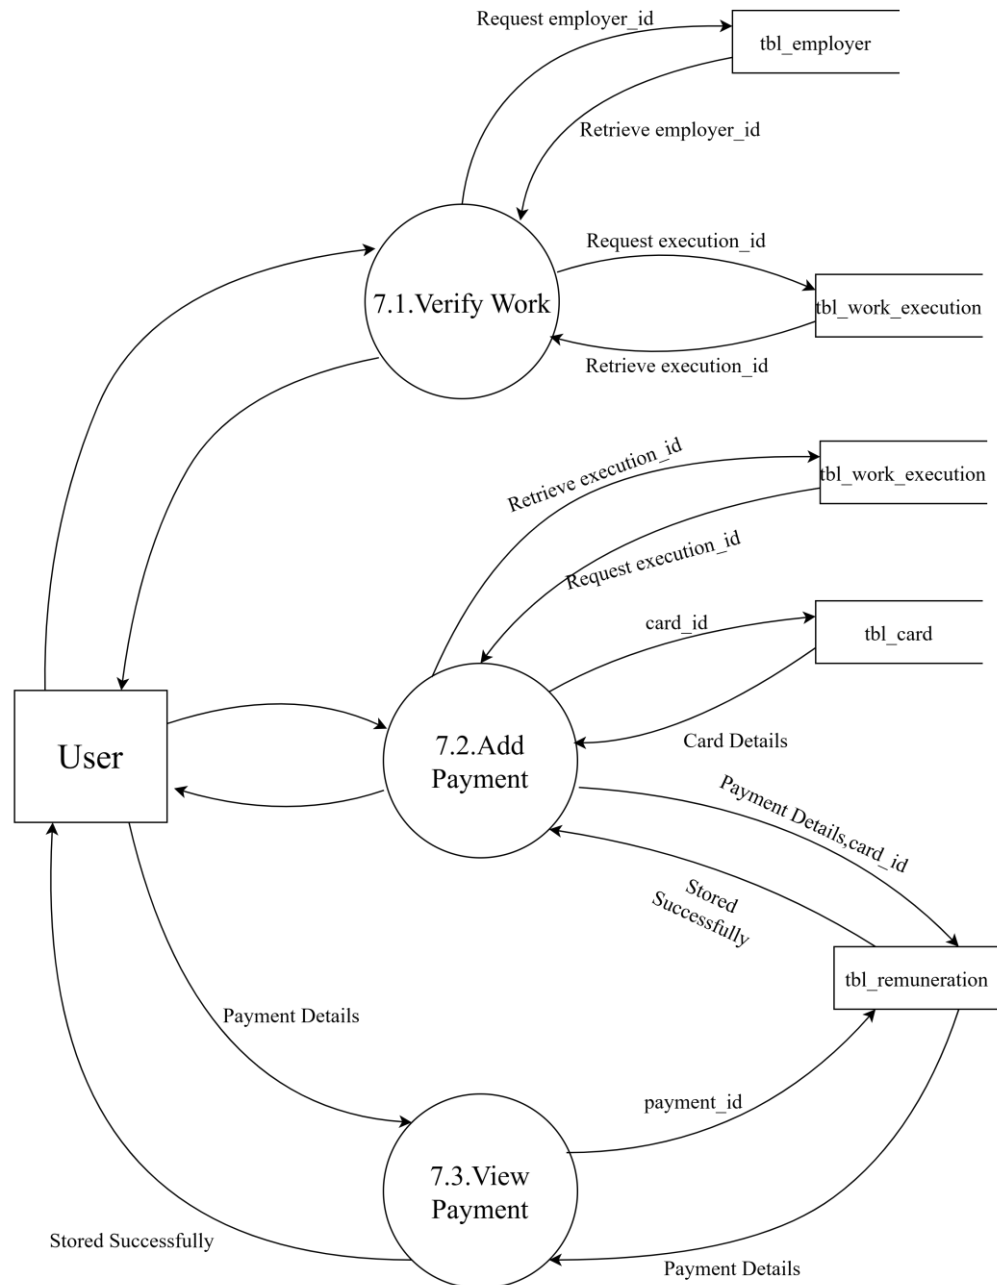 Request employer_id
tbl_employer
Retrieve employer_id
Request execution_id
7.1.Verify Work
tbl_work_execution
Retrieve execution_id
Retrieve execution_id
tbl_work_execution
Request execution_id
card_id
tbl_card
User
7.2.Add
Payment
Card Details
Payment Details,card_id
Stored
Successfully
tbl_remuneration
Payment Details
payment_id
7.3.View
Payment
Stored Successfully
Payment Details